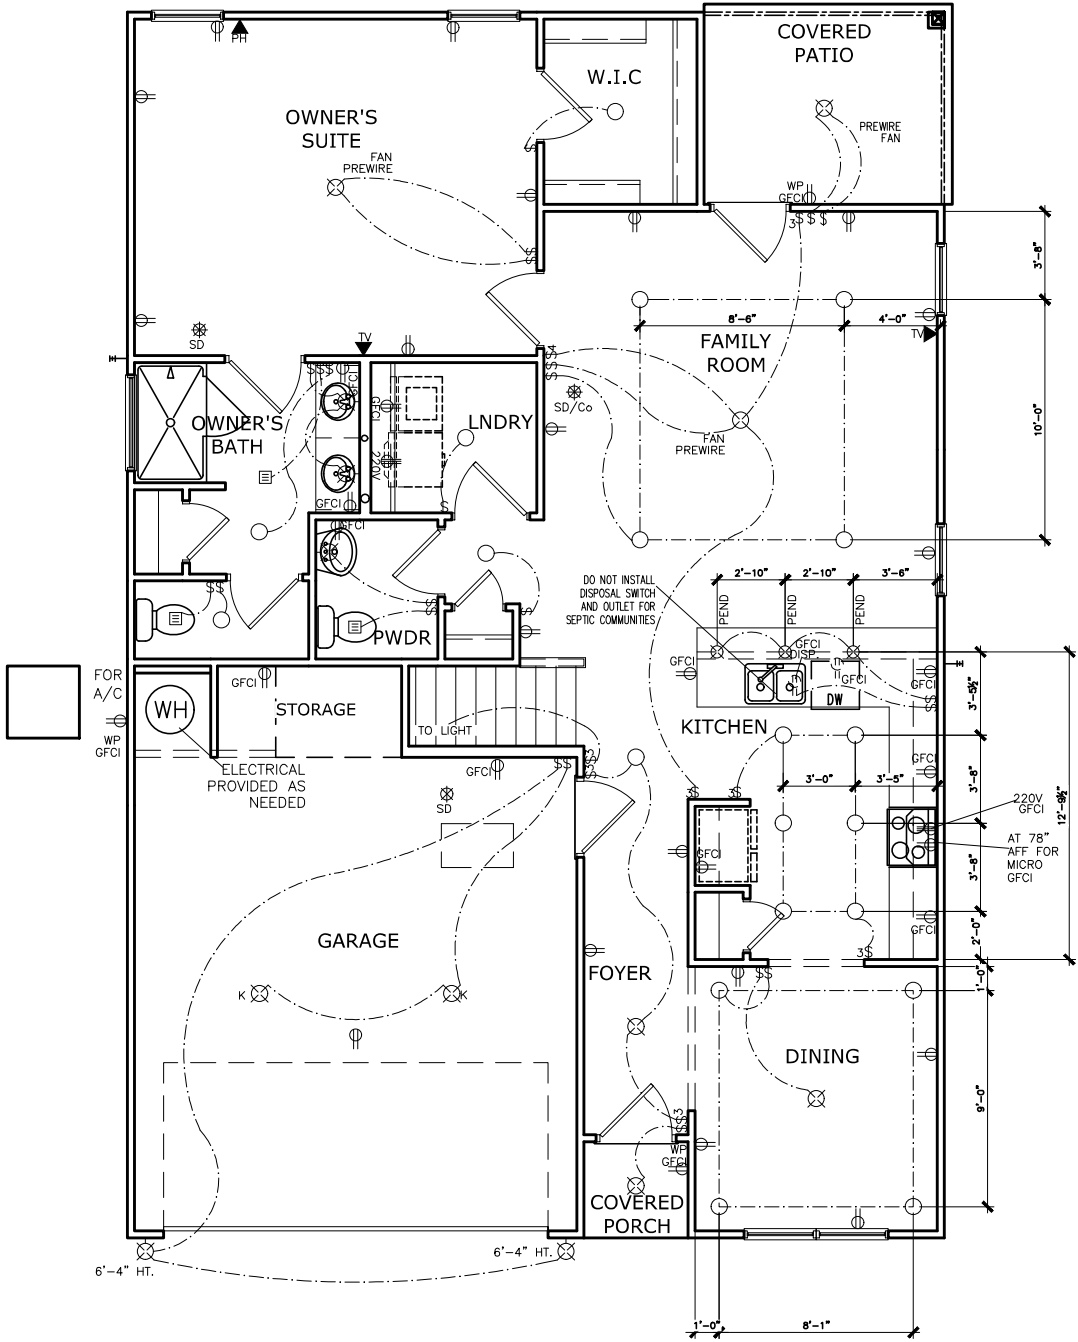 COVERED
PATIO
PH
W.I.C
OWNER'S
SUITE
FAN
PREWIRE
PREWIRE
FAN
WP
GFCI
3$ $ $
$
$$
3'-8"
8'-6"
4'-0"
TV
FAMILY
ROOM
SD
TV
$$4
SD/Co
$$$
GFCI
GFCI
LNDRY
OWNER'S
BATH
220V
FAN
PREWIRE
10'-0"
GFCI
GFCI
$
DO NOT INSTALL
DISPOSAL SWITCH
AND OUTLET FOR
SEPTIC COMMUNITIES
2'-10"
2'-10"
3'-6"
PEND
PEND
PEND
$$
$$
$
PWDR
GFCI
DISP.
GFCI
GFCI
GFCI
$$
DW
3'-5½"
FOR
A/C
WP
GFCI
GFCI
WH
STORAGE
TO LIGHT
KITCHEN
ELECTRICAL
PROVIDED AS
NEEDED
GFCI
$$
$$3
GFCI
3'-8"
SD
3'-0"
3'-5"
3$
3$
220V
GFCI
12'-9½"
AT 78"
AFF FOR
MICRO
GFCI
GFCI
3'-8"
GFCI
2'-0"
GARAGE
FOYER
3$
$$
1'-0"
K
K
DINING
9'-0"
$$3
WP
GFCI
COVERED
PORCH
6'-4" HT.
6'-4" HT.
1'-0"
8'-1"